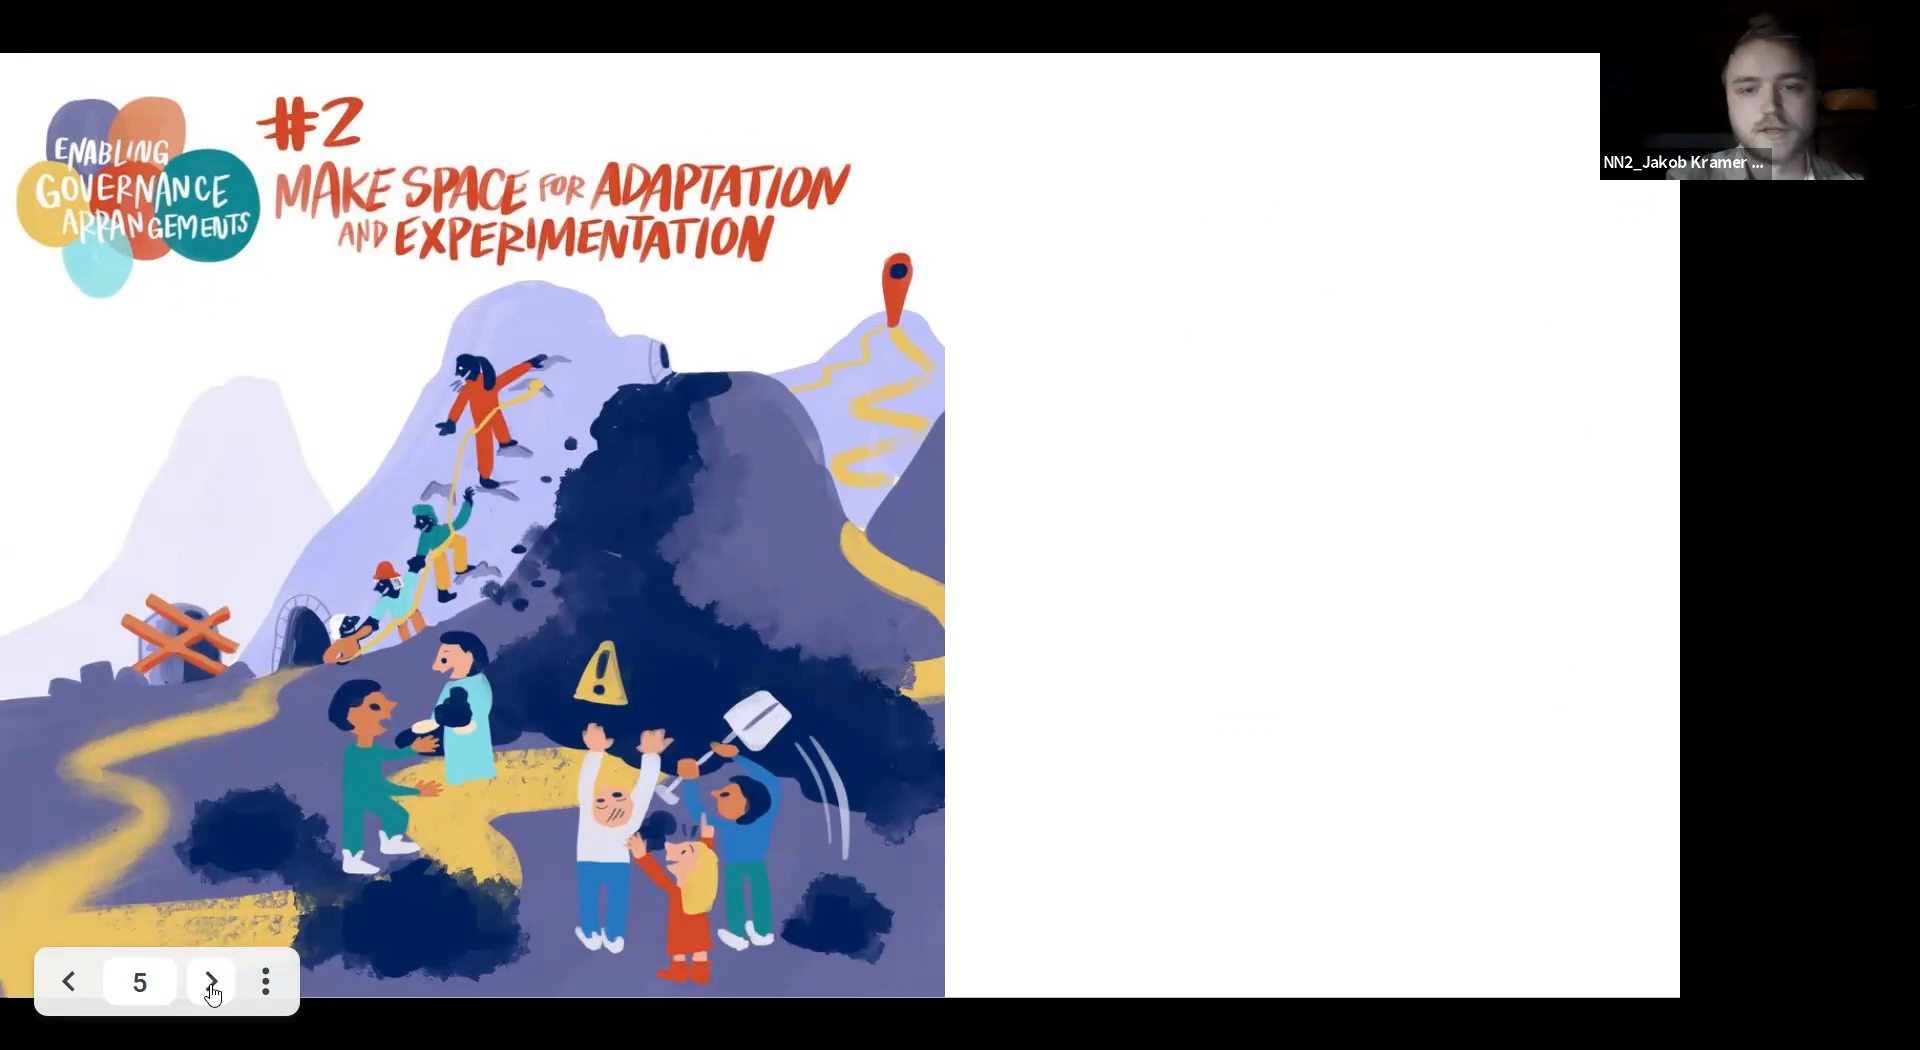 ENABLING
GOVERNANCE
ARRANGEMENTS
#2
MAKE SPACE FOR ADAPTATION
AND EXPERIMENTATION
!
NN2_Jakob Kramer ...
5